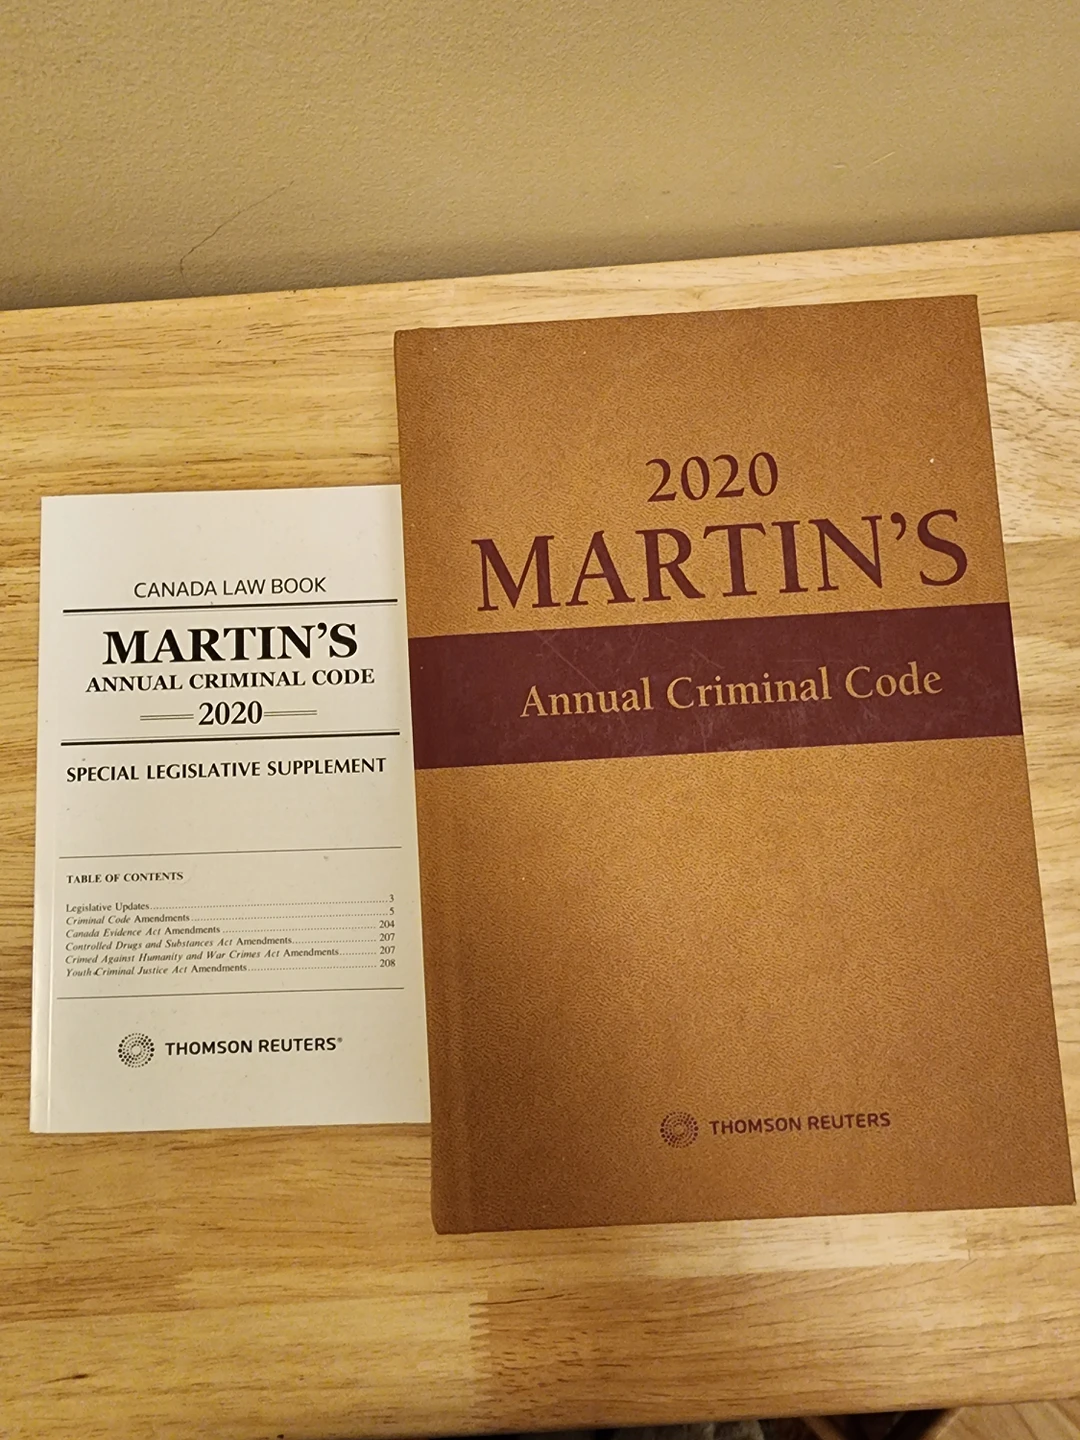 CANADA LAW BOOK
MARTIN'S
ANNUAL CRIMINAL CODE
2020
SPECIAL LEGISLATIVE SUPPLEMENT
TABLE OF CONTENTS
Legislative Updates.......... 3
Criminal Code Amendments.......... 5
Canada Evidence Act Amendments.......... 204
Controlled Drugs and Substances Act Amendments.......... 207
Crimed Against Humanity and War Crimes Act Amendments.......... 207
Youth Criminal Justice Act Amendments.......... 208
THOMSON REUTERS®
2020
MARTIN'S
Annual Criminal Code
THOMSON REUTERS